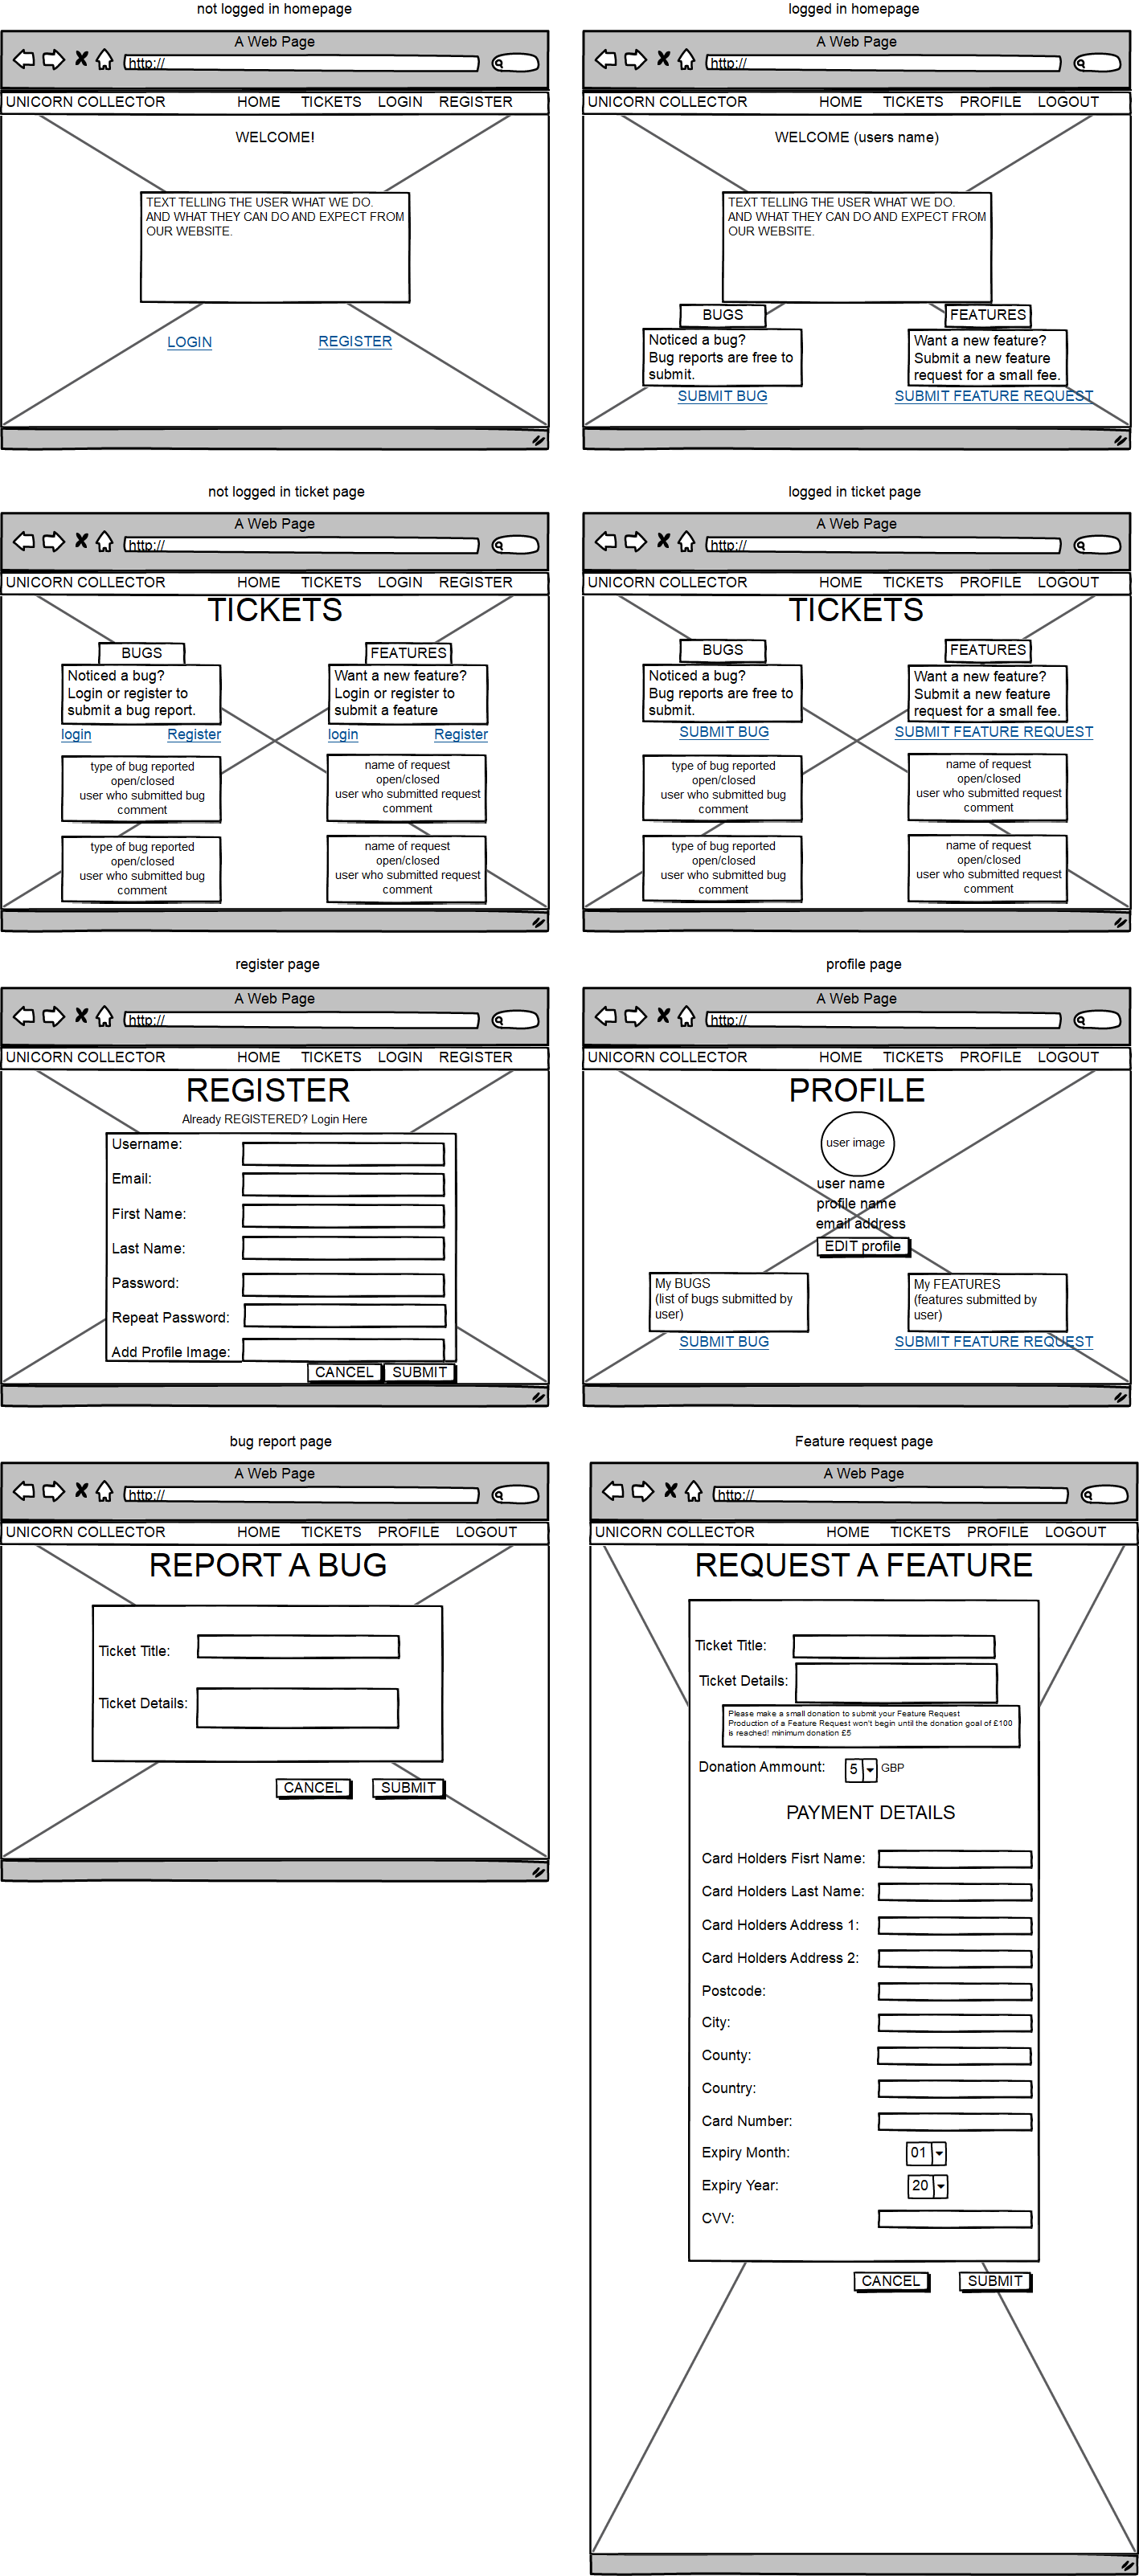 not logged in homepage
A Web Page
http://
UNICORN COLLECTOR HOME TICKETS LOGIN REGISTER
WELCOME!
TEXT TELLING THE USER WHAT WE DO.
AND WHAT THEY CAN DO AND EXPECT FROM
OUR WEBSITE.
LOGIN REGISTER
logged in homepage
A Web Page
http://
UNICORN COLLECTOR HOME TICKETS PROFILE LOGOUT
WELCOME (users name)
TEXT TELLING THE USER WHAT WE DO.
AND WHAT THEY CAN DO AND EXPECT FROM
OUR WEBSITE.
BUGS
Noticed a bug?
Bug reports are free to
submit.
SUBMIT BUG
FEATURES
Want a new feature?
Submit a new feature
request for a small fee.
SUBMIT FEATURE REQUEST
not logged in ticket page
A Web Page
http://
UNICORN COLLECTOR HOME TICKETS LOGIN REGISTER
TICKETS
BUGS
Noticed a bug?
Login or register to
submit a bug report.
login Register
type of bug reported
open/closed
user who submitted bug
comment
type of bug reported
open/closed
user who submitted bug
comment
FEATURES
Want a new feature?
Login or register to
submit a feature
login Register
name of request
open/closed
user who submitted request
comment
name of request
open/closed
user who submitted request
comment
logged in ticket page
A Web Page
http://
UNICORN COLLECTOR HOME TICKETS PROFILE LOGOUT
TICKETS
BUGS
Noticed a bug?
Bug reports are free to
submit.
SUBMIT BUG
type of bug reported
open/closed
user who submitted bug
comment
type of bug reported
open/closed
user who submitted bug
comment
FEATURES
Want a new feature?
Submit a new feature
request for a small fee.
SUBMIT FEATURE REQUEST
name of request
open/closed
user who submitted request
comment
name of request
open/closed
user who submitted request
comment
register page
A Web Page
http://
UNICORN COLLECTOR HOME TICKETS LOGIN REGISTER
REGISTER
Already REGISTERED? Login Here
Username:
Email:
First Name:
Last Name:
Password:
Repeat Password:
Add Profile Image:
CANCEL SUBMIT
profile page
A Web Page
http://
UNICORN COLLECTOR HOME TICKETS PROFILE LOGOUT
PROFILE
user image
user name
profile name
email address
EDIT profile
My BUGS
(list of bugs submitted by
user)
SUBMIT BUG
My FEATURES
(features submitted by
user)
SUBMIT FEATURE REQUEST
bug report page
A Web Page
http://
UNICORN COLLECTOR HOME TICKETS PROFILE LOGOUT
REPORT A BUG
Ticket Title:
Ticket Details:
CANCEL SUBMIT
Feature request page
A Web Page
http://
UNICORN COLLECTOR HOME TICKETS PROFILE LOGOUT
REQUEST A FEATURE
Ticket Title:
Ticket Details:
Please make a small donation to submit your Feature Request
Production of a Feature Request won't begin until the donation goal of £100
is reached! minimum donation £5
Donation Ammount: 5 GBP
PAYMENT DETAILS
Card Holders Fisrt Name:
Card Holders Last Name:
Card Holders Address 1:
Card Holders Address 2:
Postcode:
City:
County:
Country:
Card Number:
Expiry Month: 01
Expiry Year: 20
CVV:
CANCEL SUBMIT